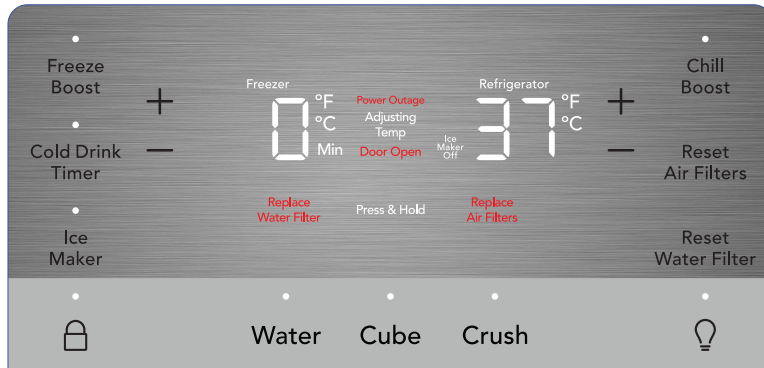 Freeze
Boost
Cold Drink
Timer
Ice
Maker
+
−
Freezer
0
°F
°C
Min
Power Outage
Adjusting
Temp
Door Open
Ice
Maker
Off
Refrigerator
37
°F
°C
+
−
Replace
Water Filter
Press & Hold
Replace
Air Filters
Chill
Boost
Reset
Air Filters
Reset
Water Filter
Water
Cube
Crush